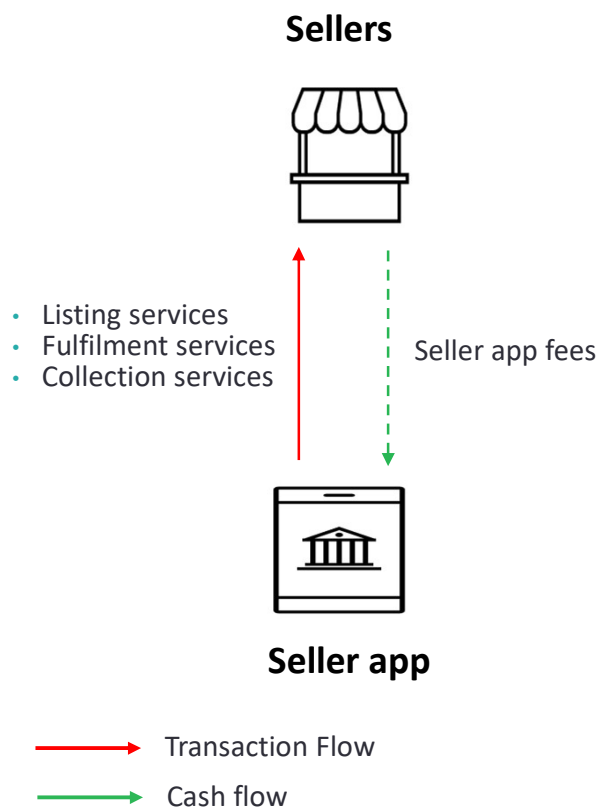 Sellers
• Listing services
• Fulfilment services
• Collection services
Seller app fees
Seller app
Transaction Flow
Cash flow